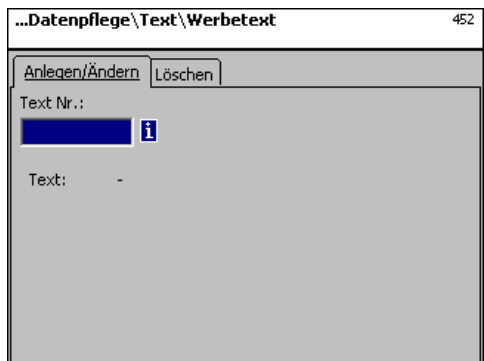 ...Datenpflege\Text\Werbetext 452
Anlegen/Ändern Löschen
Text Nr.:
i
Text: -